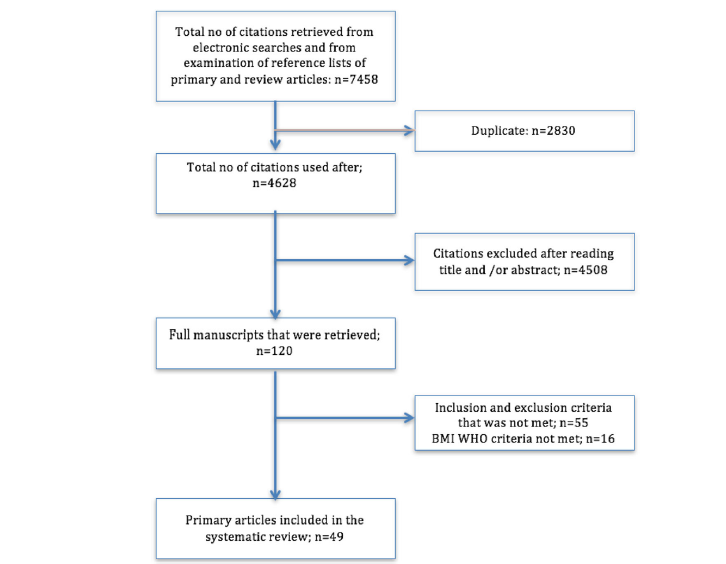 Total no of citations retrieved from
electronic searches and from
examination of reference lists of
primary and review articles: n=7458
Duplicate: n=2830
Total no of citations used after;
n=4628
Citations excluded after reading
title and /or abstract; n=4508
Full manuscripts that were retrieved;
n=120
Inclusion and exclusion criteria
that was not met; n=55
BMI WHO criteria not met; n=16
Primary articles included in the
systematic review; n=49